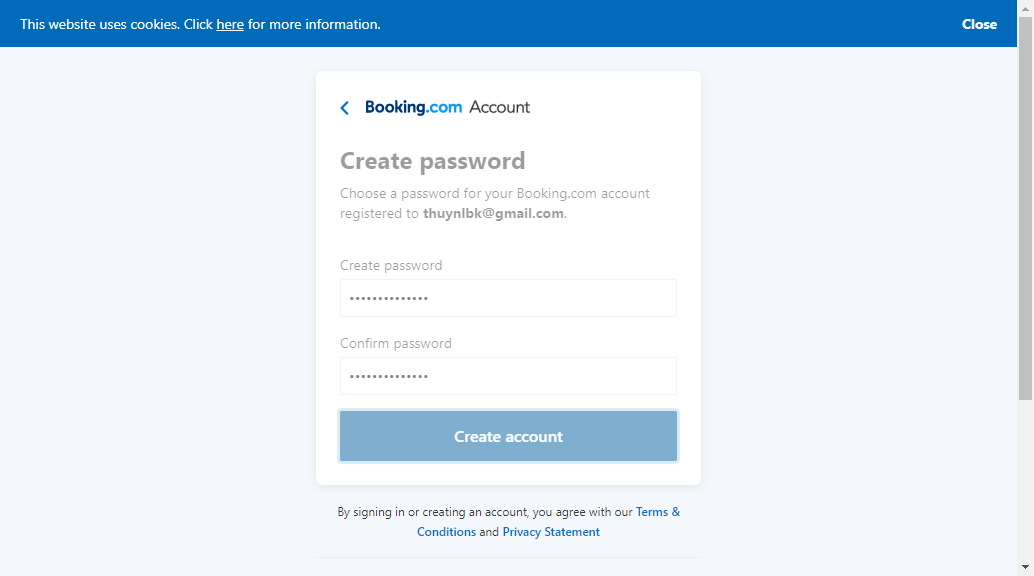 This website uses cookies. Click here for more information.
Close
Booking.com Account
Create password
Choose a password for your Booking.com account
registered to thuynlbk@gmail.com.
Create password
••••••••••••••
Confirm password
••••••••••••••
Create account
By signing in or creating an account, you agree with our Terms &
Conditions and Privacy Statement